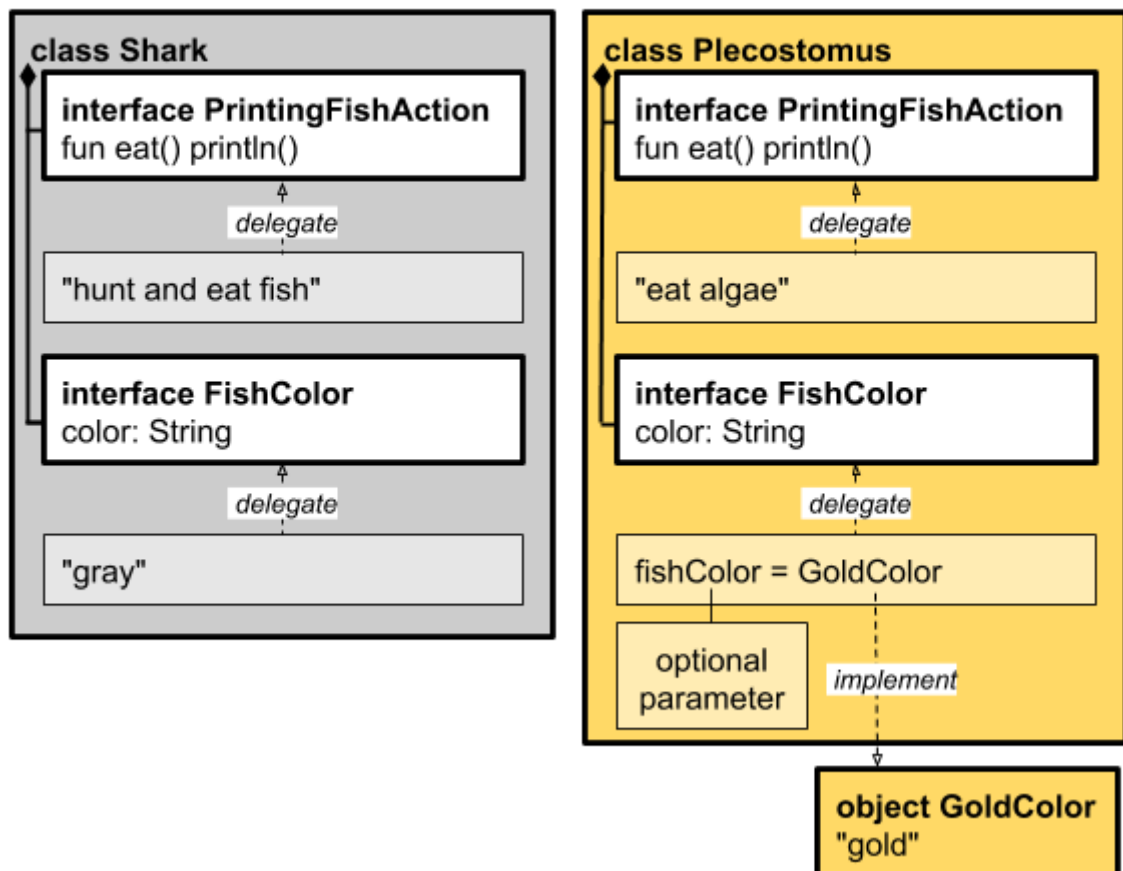 class Shark
interface PrintingFishAction
fun eat() println()
delegate
"hunt and eat fish"
interface FishColor
color: String
delegate
"gray"
class Plecostomus
interface PrintingFishAction
fun eat() println()
delegate
"eat algae"
interface FishColor
color: String
delegate
fishColor = GoldColor
optional
parameter
implement
object GoldColor
"gold"